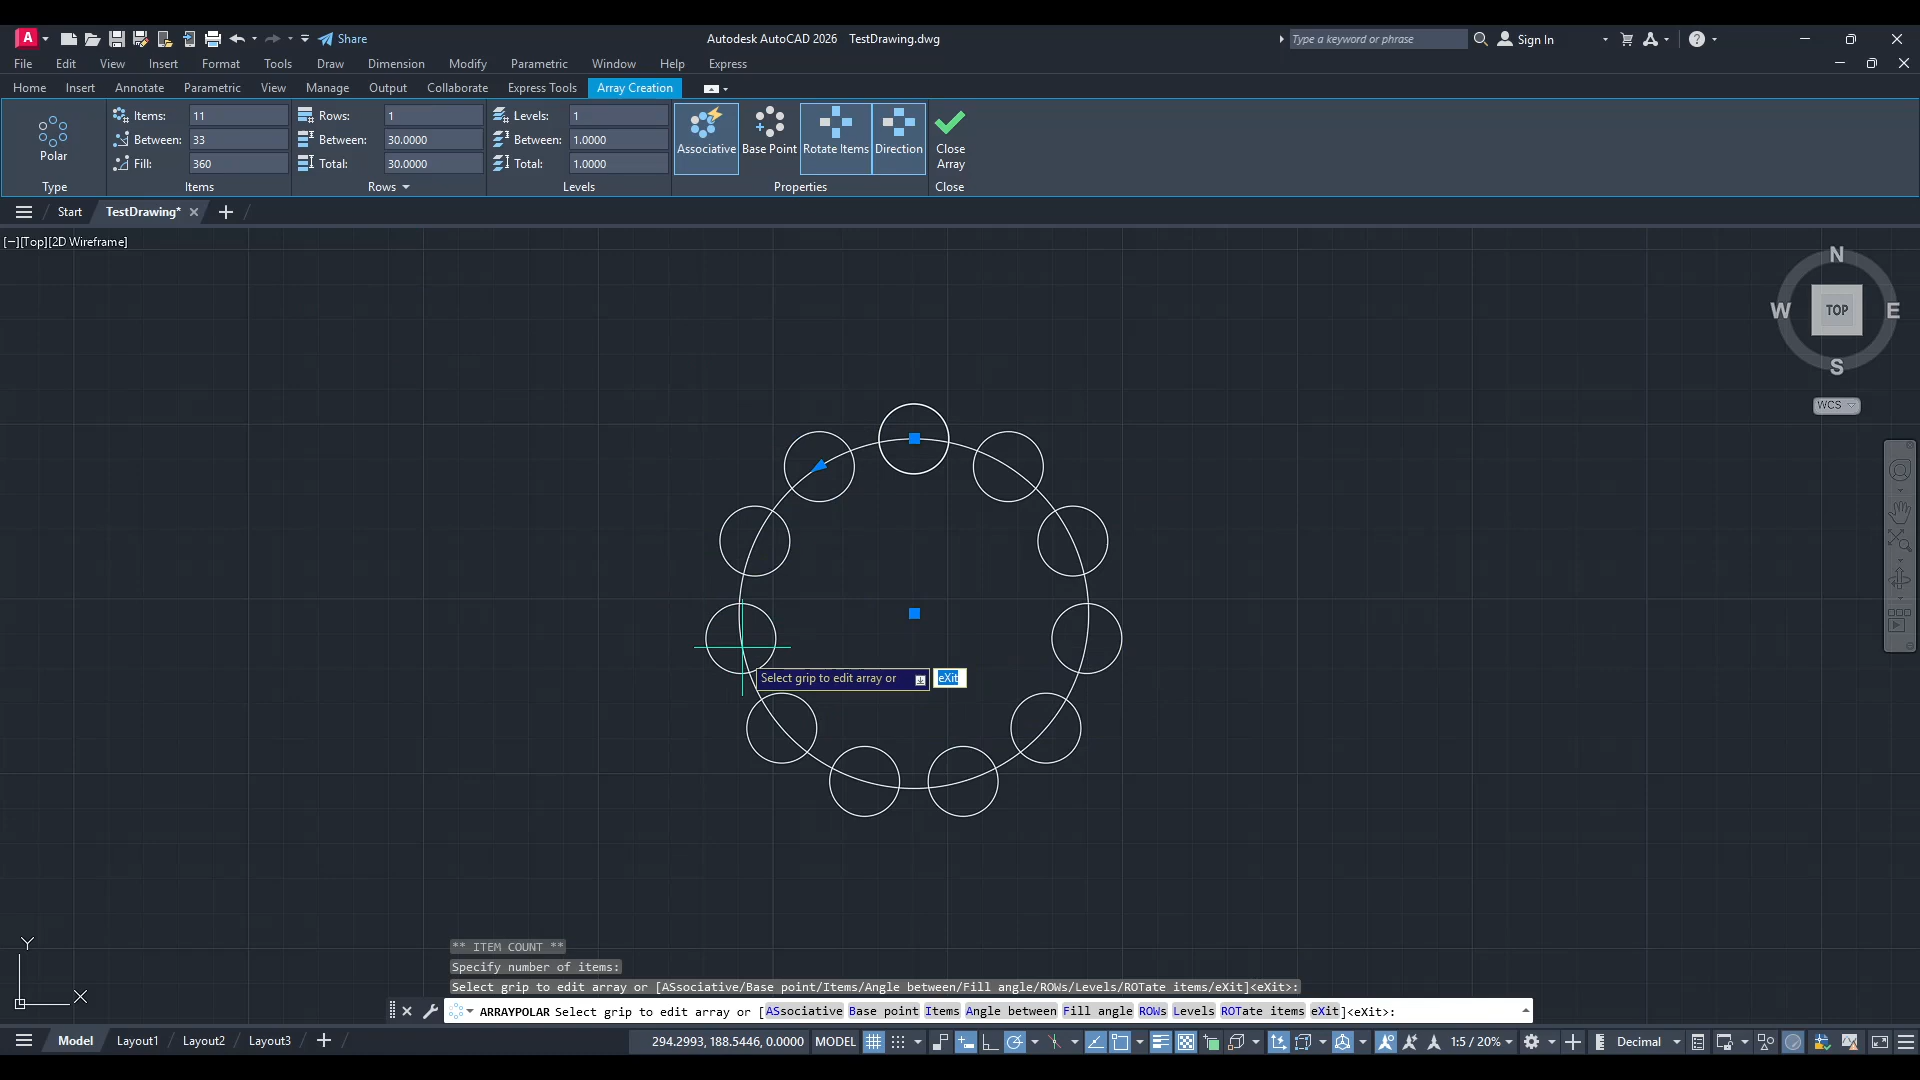 A Share Autodesk AutoCAD 2026 TestDrawing.dwg Type a keyword or phrase Sign In ?
File Edit View Insert Format Tools Draw Dimension Modify Parametric Window Help Express
Home Insert Annotate Parametric View Manage Output Collaborate Express Tools Array Creation
Items: 11 Rows: 1 Levels: 1
Between: 33 Between: 30.0000 Between: 1.0000
Polar Fill: 360 Total: 30.0000 Total: 1.0000
Associative Base Point Rotate Items Direction Close Array
Type Items Rows Levels Properties Close
Start TestDrawing*
[−][Top][2D Wireframe]
N
W TOP E
S
WCS
Select grip to edit array or eXit
Y
X
** ITEM COUNT **
Specify number of items:
Select grip to edit array or [ASsociative/Base point/Items/Angle between/Fill angle/ROWs/Levels/ROTate items/eXit]<eXit>:
ARRAYPOLAR Select grip to edit array or [ASsociative Base point Items Angle between Fill angle ROWs Levels ROTate items eXit]<eXit>:
Model Layout1 Layout2 Layout3 294.2993, 188.5446, 0.0000 MODEL 1:5 / 20% Decimal